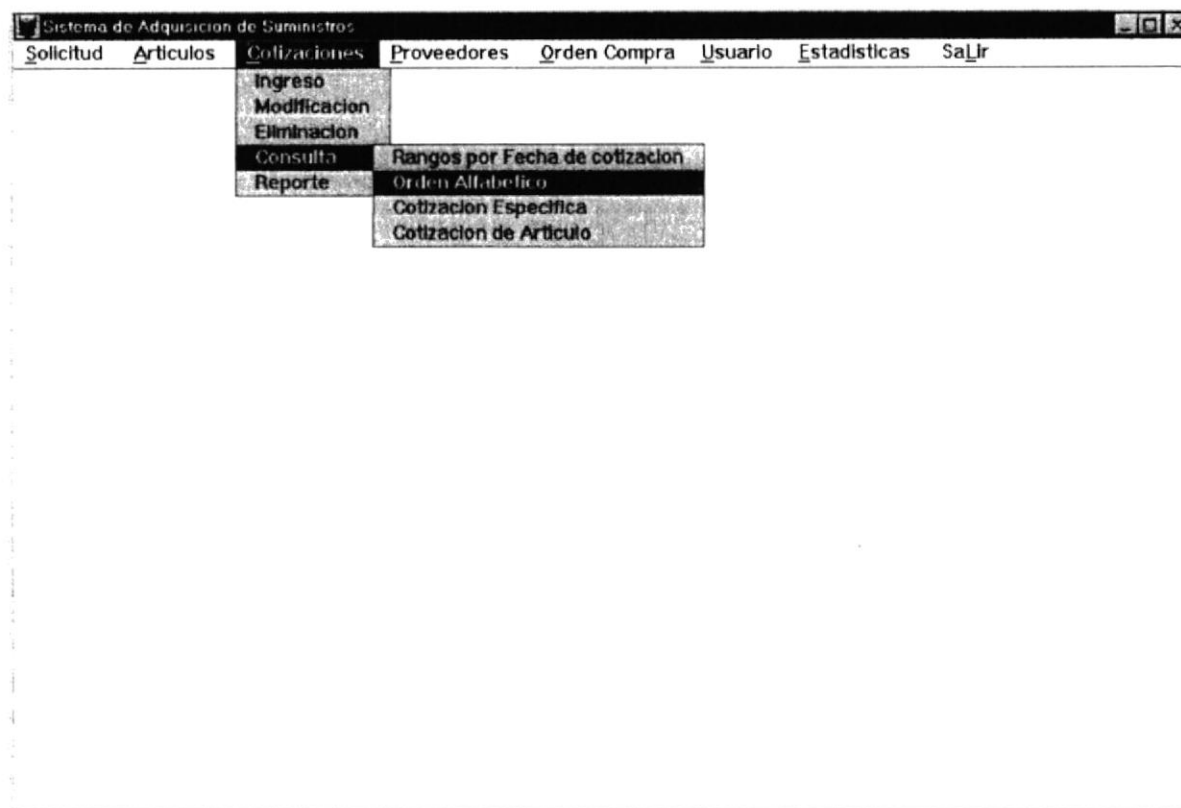 Sistema de Adquisicion de Suministros
Solicitud Articulos Cotizaciones Proveedores Orden Compra Usuario Estadisticas SaLir
Ingreso
Modificacion
Eliminacion
Consulta
Reporte
Rangos por Fecha de cotizacion
Orden Alfabetico
Cotizacion Especifica
Cotizacion de Articulo